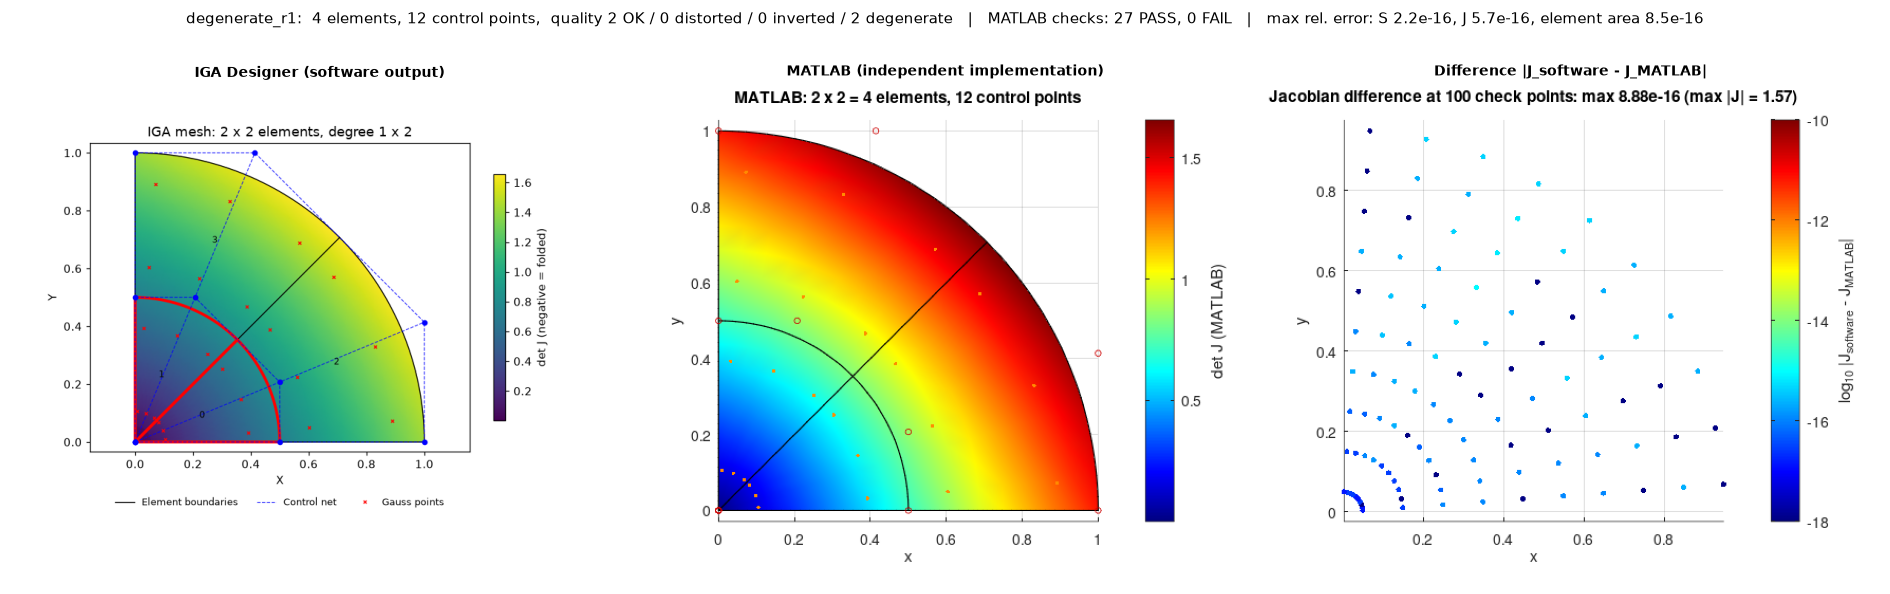 degenerate_r1:  4 elements, 12 control points,  quality 2 OK / 0 distorted / 0 inverted / 2 degenerate   |   MATLAB checks: 27 PASS, 0 FAIL   |   max rel. error: S 2.2e-16, J 5.7e-16, element area 8.5e-16
IGA Designer (software output)
IGA mesh: 2 x 2 elements, degree 1 x 2
1.0
0.8
0.6
0.4
0.2
0.0
Y
3
2
1
0
0.0 0.2 0.4 0.6 0.8 1.0
X
Element boundaries
Control net
Gauss points
1.6
1.4
1.2
1.0
0.8
0.6
0.4
0.2
det J (negative = folded)
MATLAB (independent implementation)
MATLAB: 2 x 2 = 4 elements, 12 control points
1
0.8
0.6
0.4
0.2
0
y
0 0.2 0.4 0.6 0.8 1
x
1.5
1
0.5
det J (MATLAB)
Difference |J_software - J_MATLAB|
Jacobian difference at 100 check points: max 8.88e-16 (max |J| = 1.57)
0.8
0.6
0.4
0.2
0
y
0.2 0.4 0.6 0.8
x
-10
-12
-14
-16
-18
log10 |Jsoftware - JMATLAB|